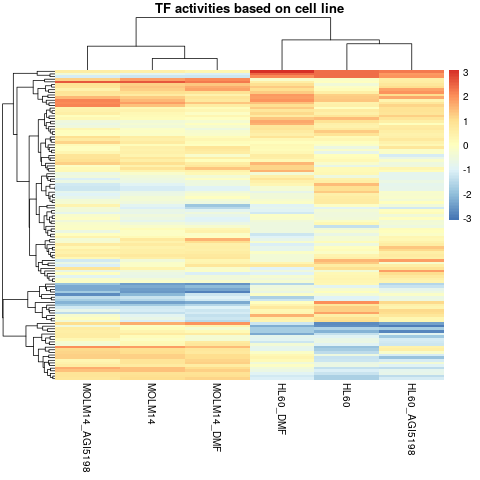 TF activities based on cell line
3
2
1
0
-1
-2
-3
MOLM14_AGI5198
MOLM14
MOLM14_DMF
HL60_DMF
HL60
HL60_AGI5198